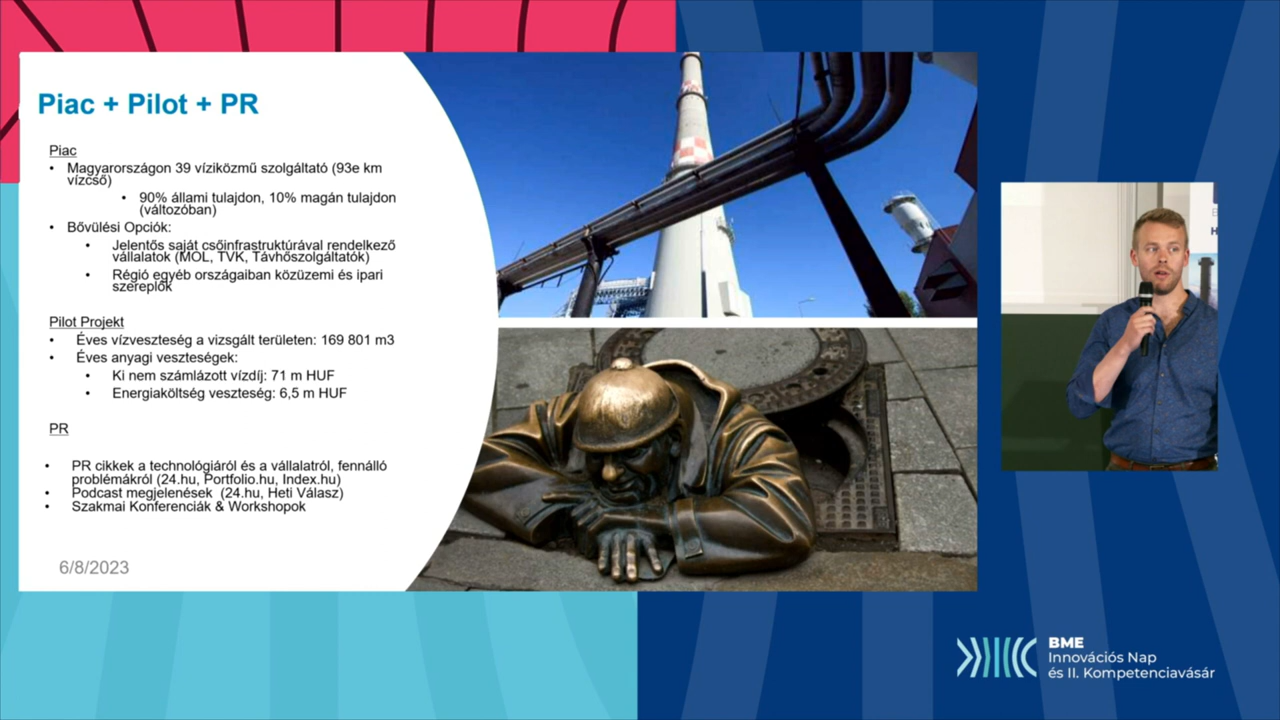 Piac + Pilot + PR
Piac
• Magyarországon 39 víziközmű szolgáltató (93e km
vízcső)
• 90% állami tulajdon, 10% magán tulajdon
(változóban)
• Bővülési Opciók:
• Jelentős saját csőinfrastruktúrával rendelkező
vállalatok (MOL, TVK, Távhőszolgáltatók)
• Régió egyéb országaiban közüzemi és ipari
szereplők
Pilot Projekt
• Éves vízveszteség a vizsgált területen: 169 801 m3
• Éves anyagi veszteségek:
• Ki nem számlázott vízdíj: 71 m HUF
• Energiaköltség veszteség: 6,5 m HUF
PR
• PR cikkek a technológiáról és a vállalatról, fennálló
problémákról (24.hu, Portfolio.hu, Index.hu)
• Podcast megjelenések (24.hu, Heti Válasz)
• Szakmai Konferenciák & Workshopok
6/8/2023
BME
Innovációs Nap
és II. Kompetenciavásár